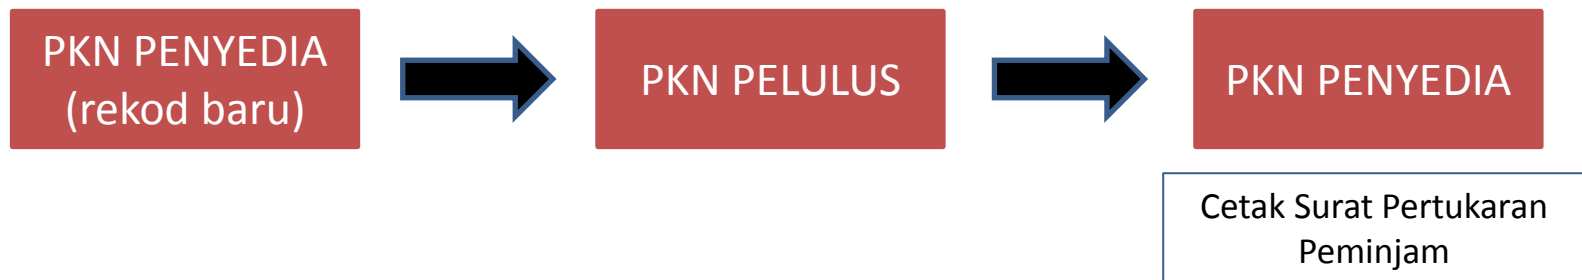 PKN PENYEDIA
(rekod baru)
PKN PELULUS
PKN PENYEDIA
Cetak Surat Pertukaran
Peminjam